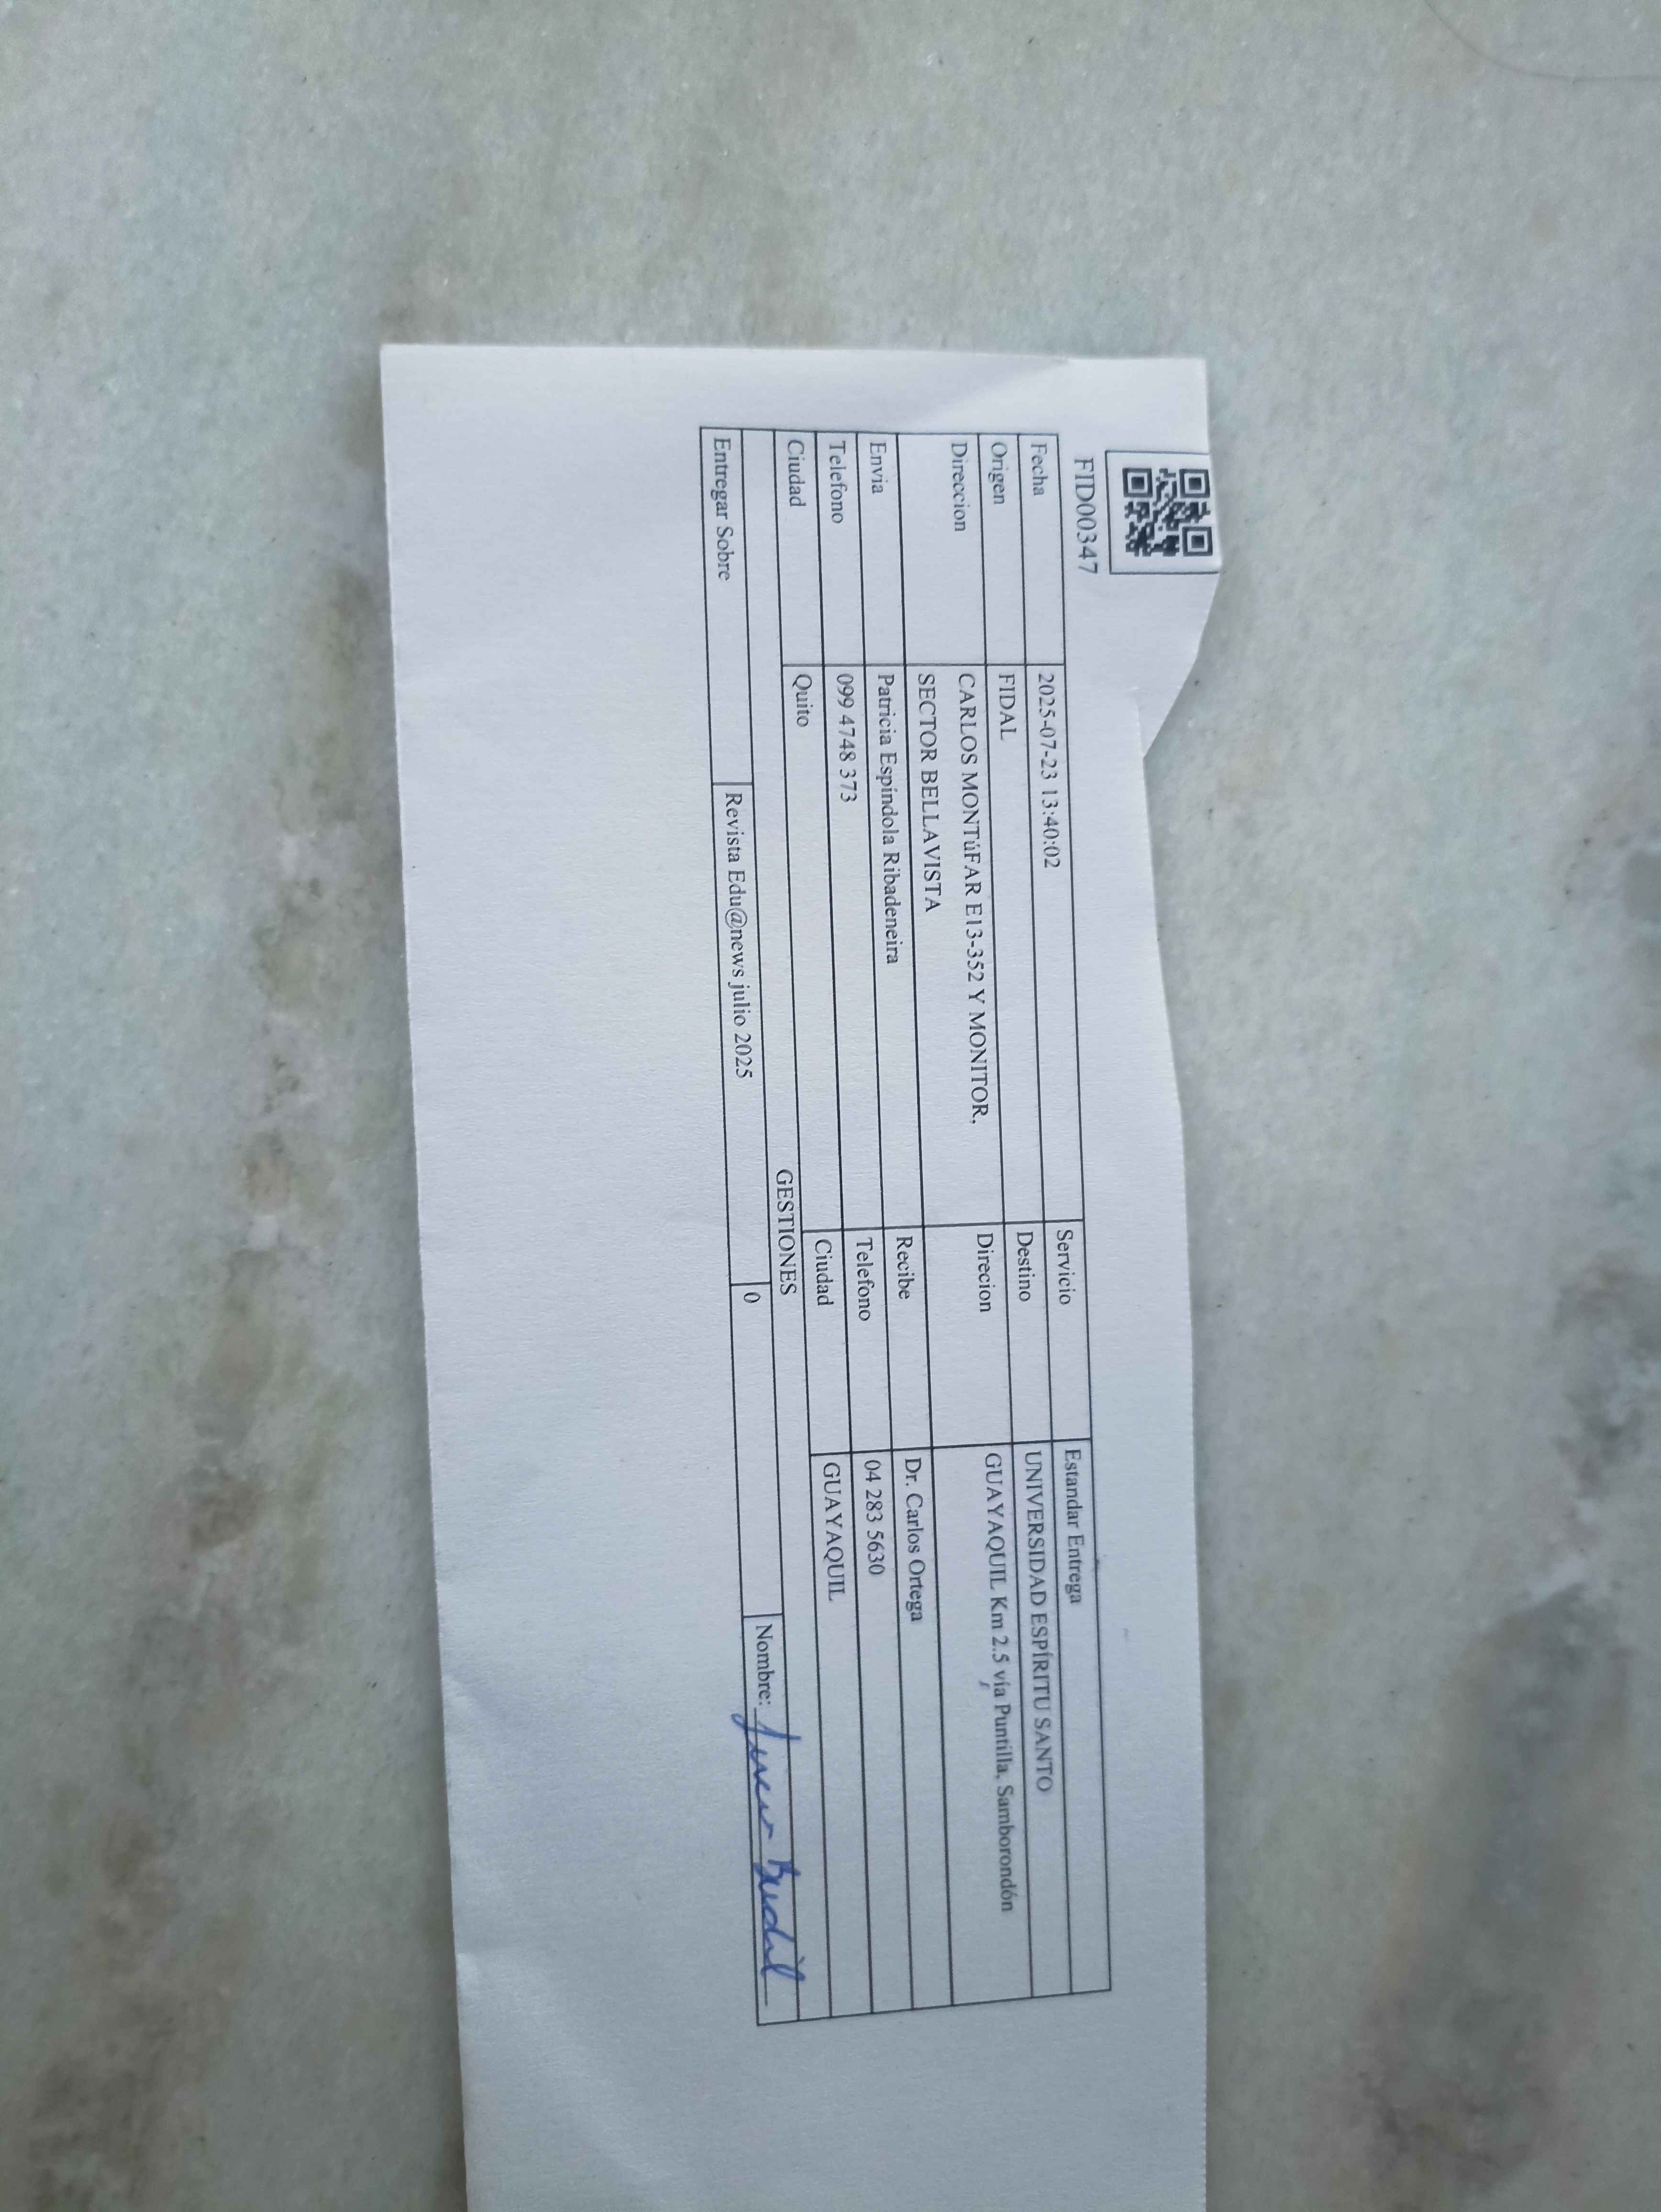 FID00347
Fecha 2025-07-23 13:40:02 Servicio Estandar Entrega
Origen FIDAL Destino UNIVERSIDAD ESPÍRITU SANTO
Direccion CARLOS MONTúFAR E13-352 Y MONITOR, Direcion GUAYAQUIL Km 2.5 vía Puntilla, Samborondón
SECTOR BELLAVISTA
Envia Patricia Espíndola Ribadeneira Recibe Dr. Carlos Ortega
Telefono 099 4748 373 Telefono 04 283 5630
Ciudad Quito Ciudad GUAYAQUIL
GESTIONES
Entregar Sobre Revista Edu@news julio 2025 0 Nombre: